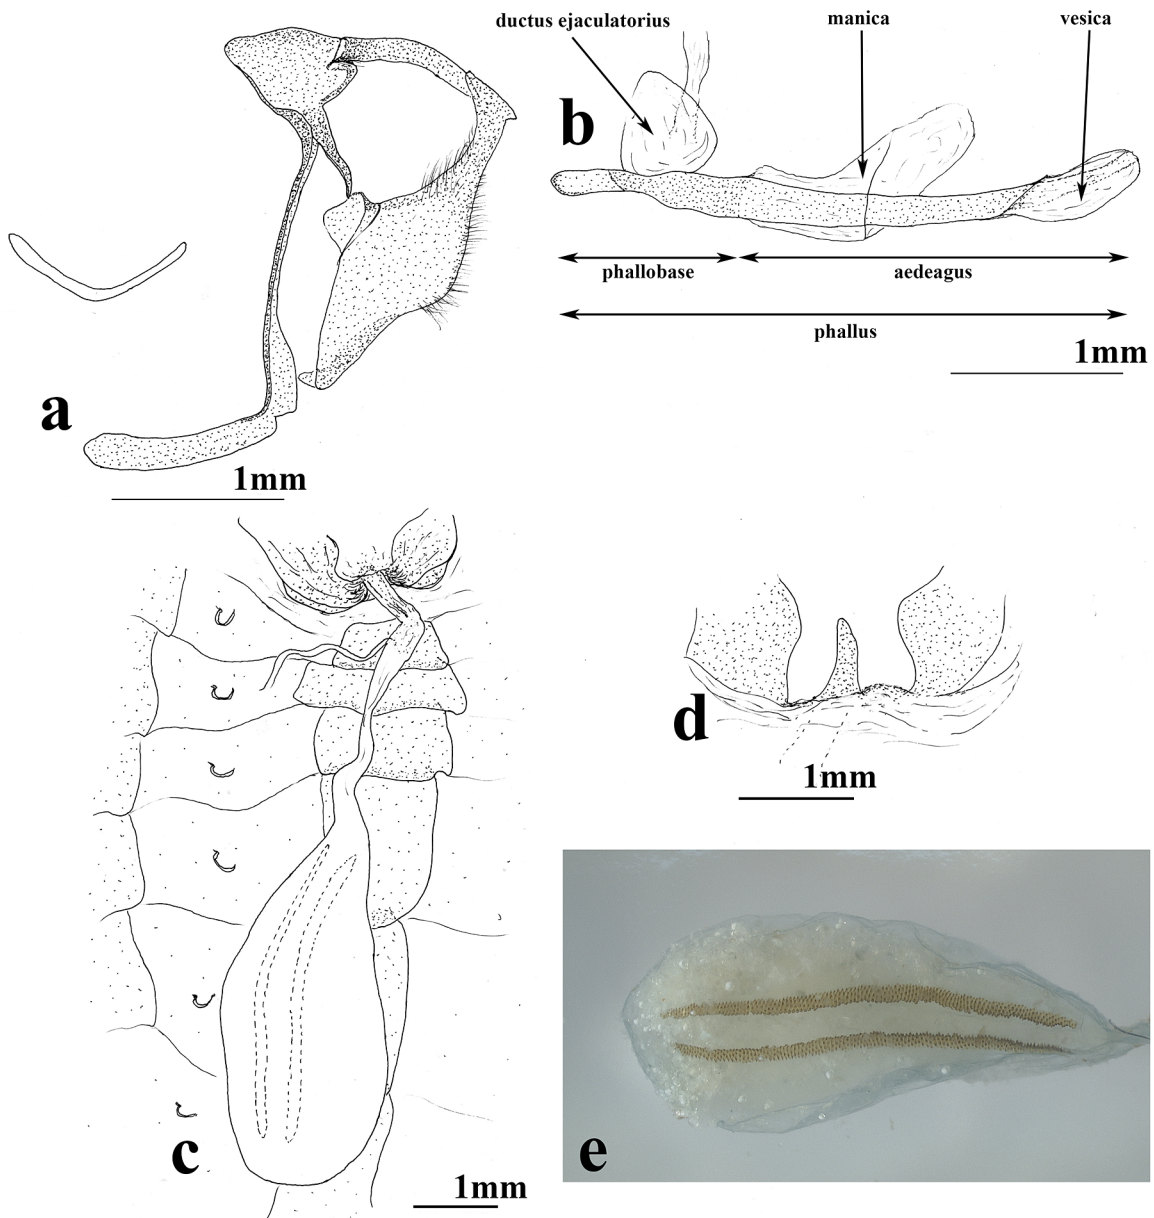 ductus ejaculatorius
manica
vesica
b
phallobase
aedeagus
phallus
1mm
a
1mm
c
1mm
d
1mm
e